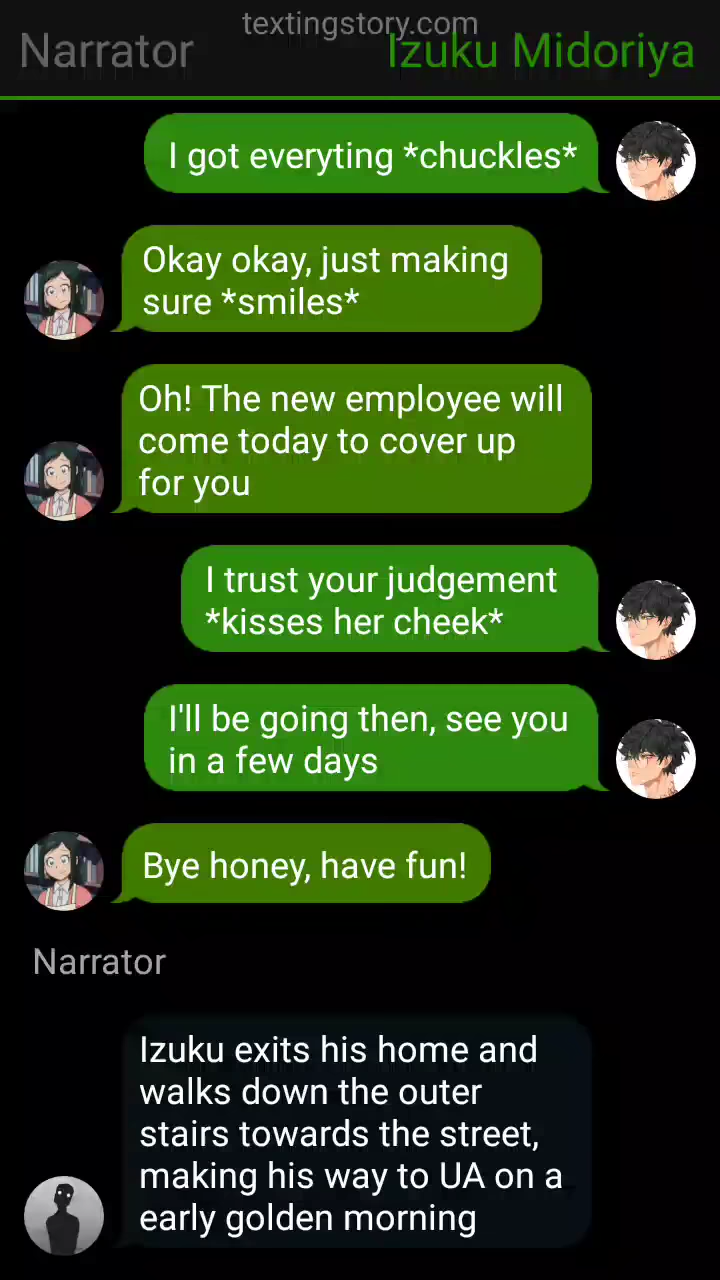 textingstory.com
Narrator
Izuku Midoriya
I got everyting *chuckles*
Okay okay, just making
sure *smiles*
Oh! The new employee will
come today to cover up
for you
I trust your judgement
*kisses her cheek*
I'll be going then, see you
in a few days
Bye honey, have fun!
Narrator
Izuku exits his home and
walks down the outer
stairs towards the street,
making his way to UA on a
early golden morning